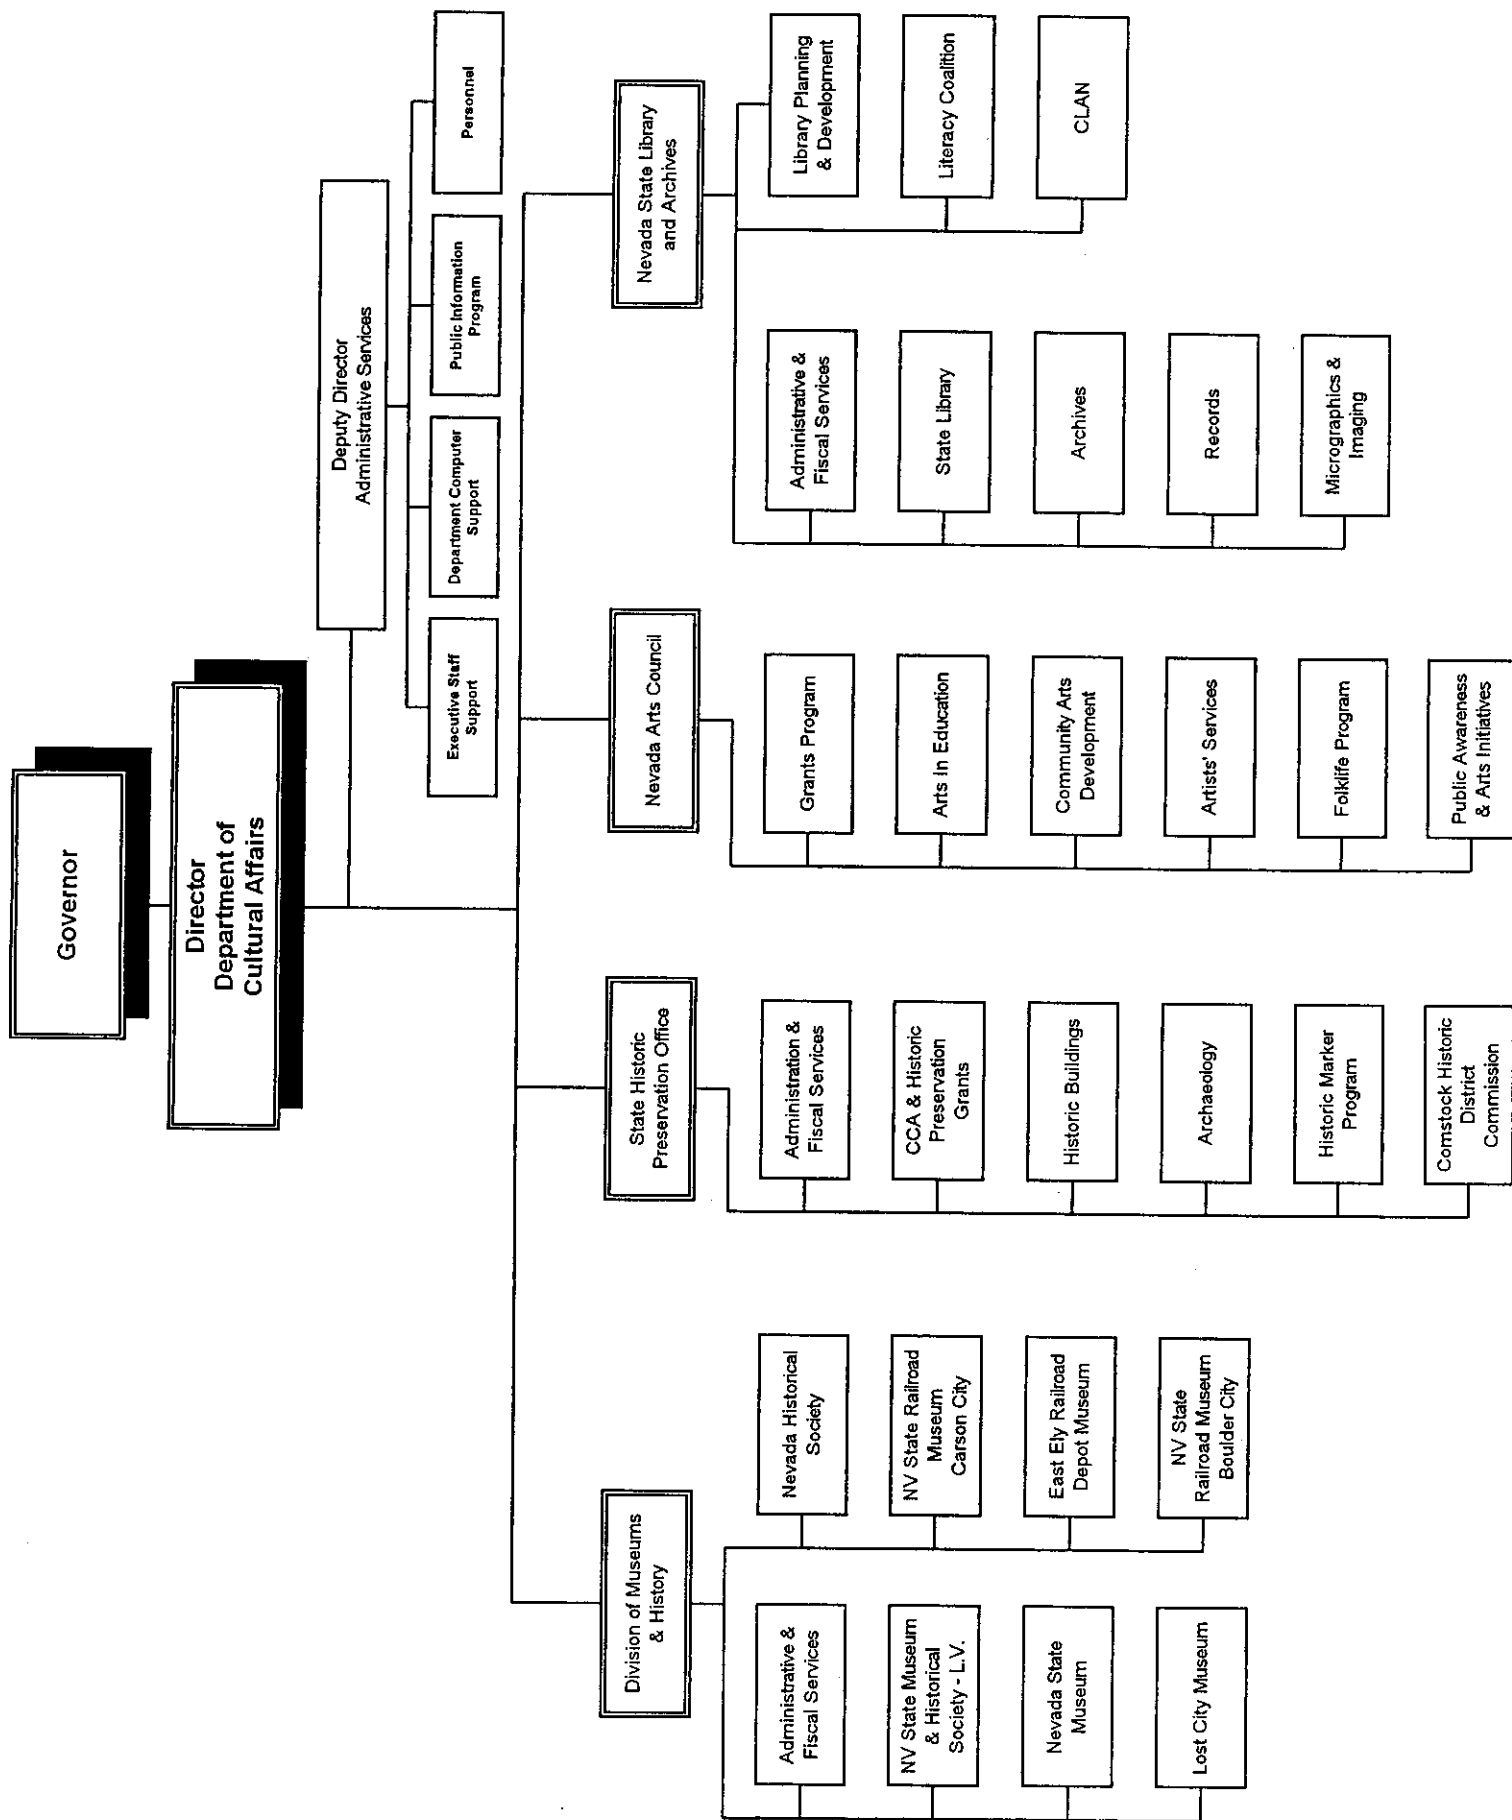 Governor
Director
Department of
Cultural Affairs
Deputy Director
Administrative Services
Executive Staff
Support
Department Computer
Support
Public Information
Program
Personnel
Division of Museums
& History
Administrative &
Fiscal Services
NV State Museum
& Historical
Society - L.V.
Nevada State
Museum
Lost City Museum
Nevada Historical
Society
NV State Railroad
Museum
Carson City
East Ely Railroad
Depot Museum
NV State
Railroad Museum
Boulder City
State Historic
Preservation Office
Administration &
Fiscal Services
CCA & Historic
Preservation
Grants
Historic Buildings
Archaeology
Historic Marker
Program
Comstock Historic
District
Commission
Nevada Arts Council
Grants Program
Arts In Education
Community Arts
Development
Artists' Services
Folklife Program
Public Awareness
& Arts Initiatives
Nevada State Library
and Archives
Administrative &
Fiscal Services
State Library
Archives
Records
Micrographics &
Imaging
Library Planning
& Development
Literacy Coalition
CLAN